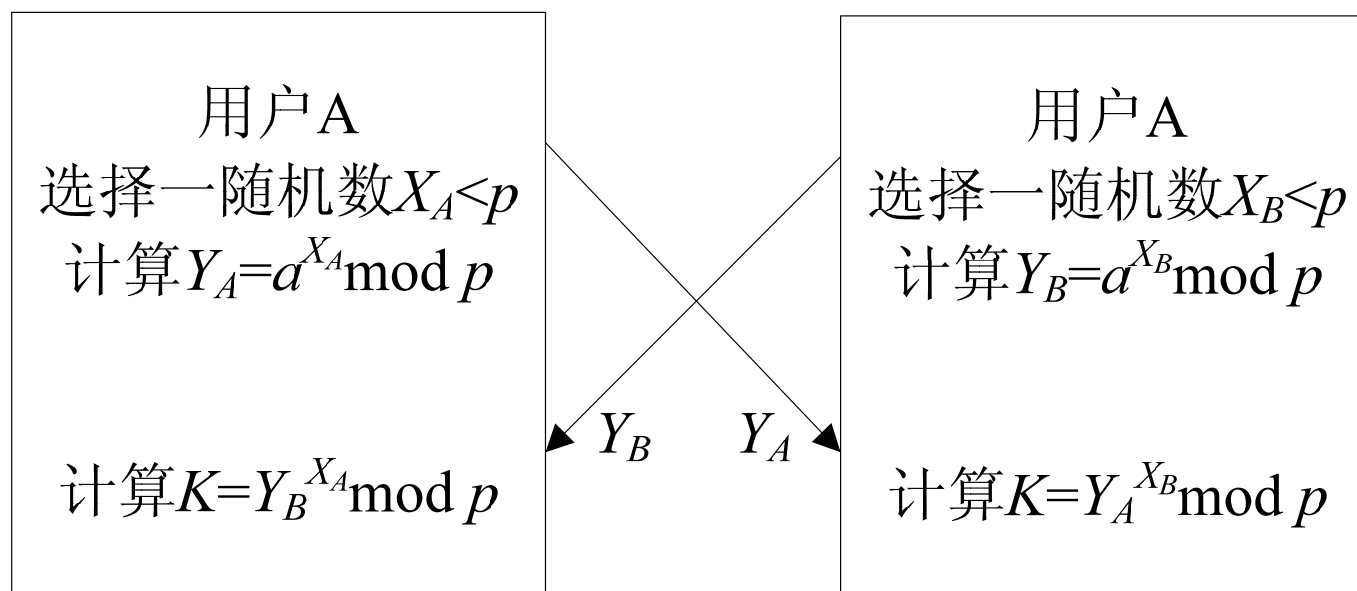 用户A
选择一随机数X_A<p
计算Y_A=a^{X_A}mod p
计算K=Y_B^{X_A}mod p
Y_B
Y_A
用户A
选择一随机数X_B<p
计算Y_B=a^{X_B}mod p
计算K=Y_A^{X_B}mod p